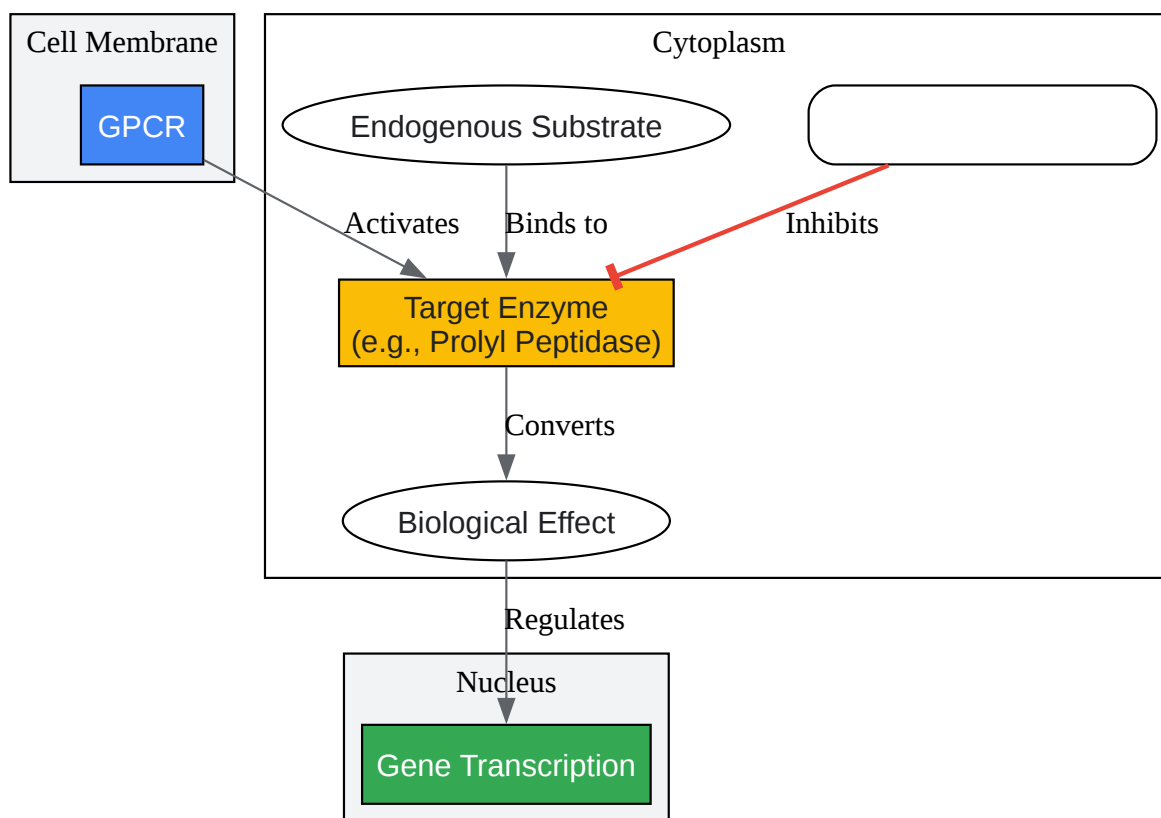 Cell Membrane
Cytoplasm
GPCR
Endogenous Substrate
Activates
Binds to
Inhibits
Target Enzyme
(e.g., Prolyl Peptidase)
Converts
Biological Effect
Regulates
Nucleus
Gene Transcription